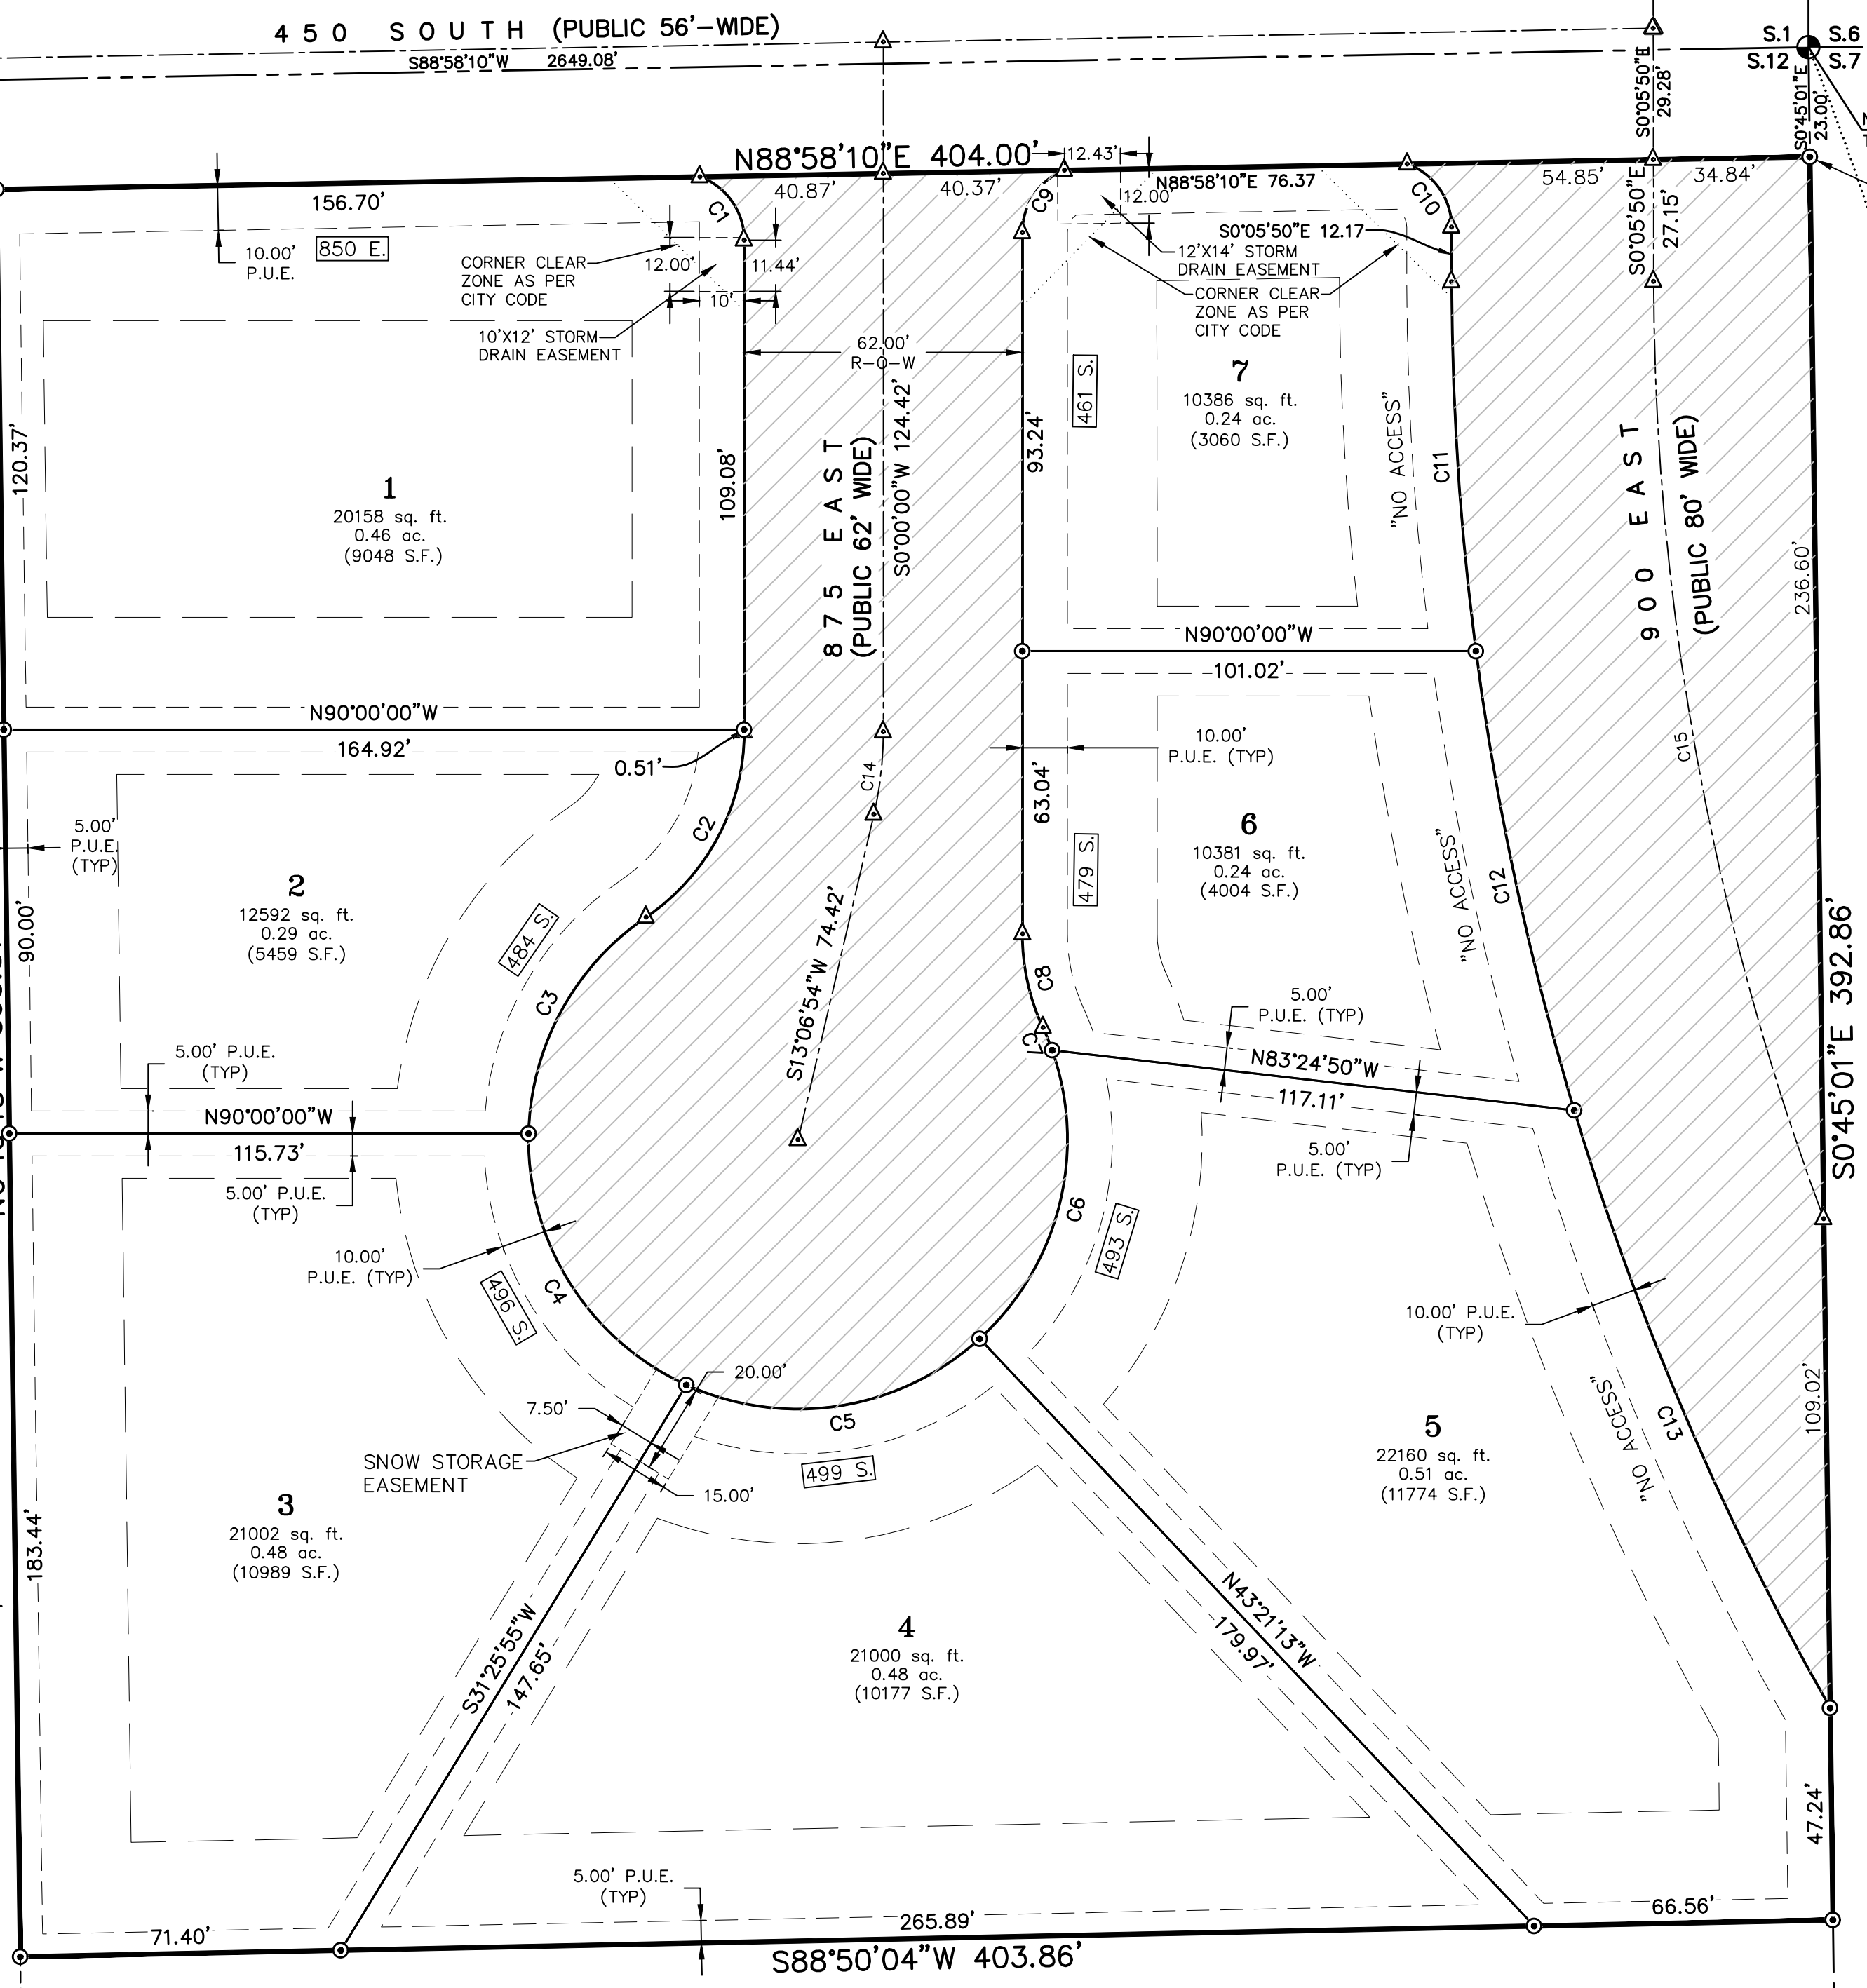 450 SOUTH (PUBLIC 56'-WIDE)
S88°58'10"W 2649.08'
S.1 S.6
S.12 S.7
S0°05'50"E
29.28'
S0°45'01"E
23.00'
N88°58'10"E 404.00'
12.43'
156.70'
40.87'
40.37'
N88°58'10"E 76.37
12.00'
54.85'
34.84'
C1
C9
C10
S0°05'50"E
27.15'
S0°05'50"E 12.17
850 E.
10.00'
P.U.E.
CORNER CLEAR
ZONE AS PER
CITY CODE
12.00'
11.44'
10'
10'X12' STORM
DRAIN EASEMENT
12'X14' STORM
DRAIN EASEMENT
CORNER CLEAR
ZONE AS PER
CITY CODE
62.00'
R-O-W
120.37'
1
20158 sq. ft.
0.46 ac.
(9048 S.F.)
109.08'
875 EAST
(PUBLIC 62' WIDE)
S0°00'00"W 124.42'
93.24'
461 S.
7
10386 sq. ft.
0.24 ac.
(3060 S.F.)
"NO ACCESS"
C11
900 EAST
(PUBLIC 80' WIDE)
236.60'
N90°00'00"W
164.92'
0.51'
N90°00'00"W
101.02'
10.00'
P.U.E. (TYP)
C14
C15
63.04'
5.00'
P.U.E.
(TYP)
90.00'
2
12592 sq. ft.
0.29 ac.
(5459 S.F.)
C2
484 S.
C3
479 S.
6
10381 sq. ft.
0.24 ac.
(4004 S.F.)
"NO ACCESS"
C12
S0°45'01"E 392.86'
S13°06'54"W 74.42'
C8
C7
5.00'
P.U.E. (TYP)
N83°24'50"W
117.11'
5.00'
P.U.E. (TYP)
5.00' P.U.E.
(TYP)
N90°00'00"W
115.73'
5.00' P.U.E.
(TYP)
10.00'
P.U.E. (TYP)
C4
496 S.
C6
493 S.
10.00' P.U.E.
(TYP)
109.02'
"NO ACCESS"
C13
20.00'
7.50'
C5
SNOW STORAGE
EASEMENT
499 S.
15.00'
5
22160 sq. ft.
0.51 ac.
(11774 S.F.)
3
21002 sq. ft.
0.48 ac.
(10989 S.F.)
183.44'
S31°25'55"W
147.65'
4
21000 sq. ft.
0.48 ac.
(10177 S.F.)
N43°21'13"W
179.97'
47.24'
5.00' P.U.E.
(TYP)
71.40'
265.89'
66.56'
S88°50'04"W 403.86'